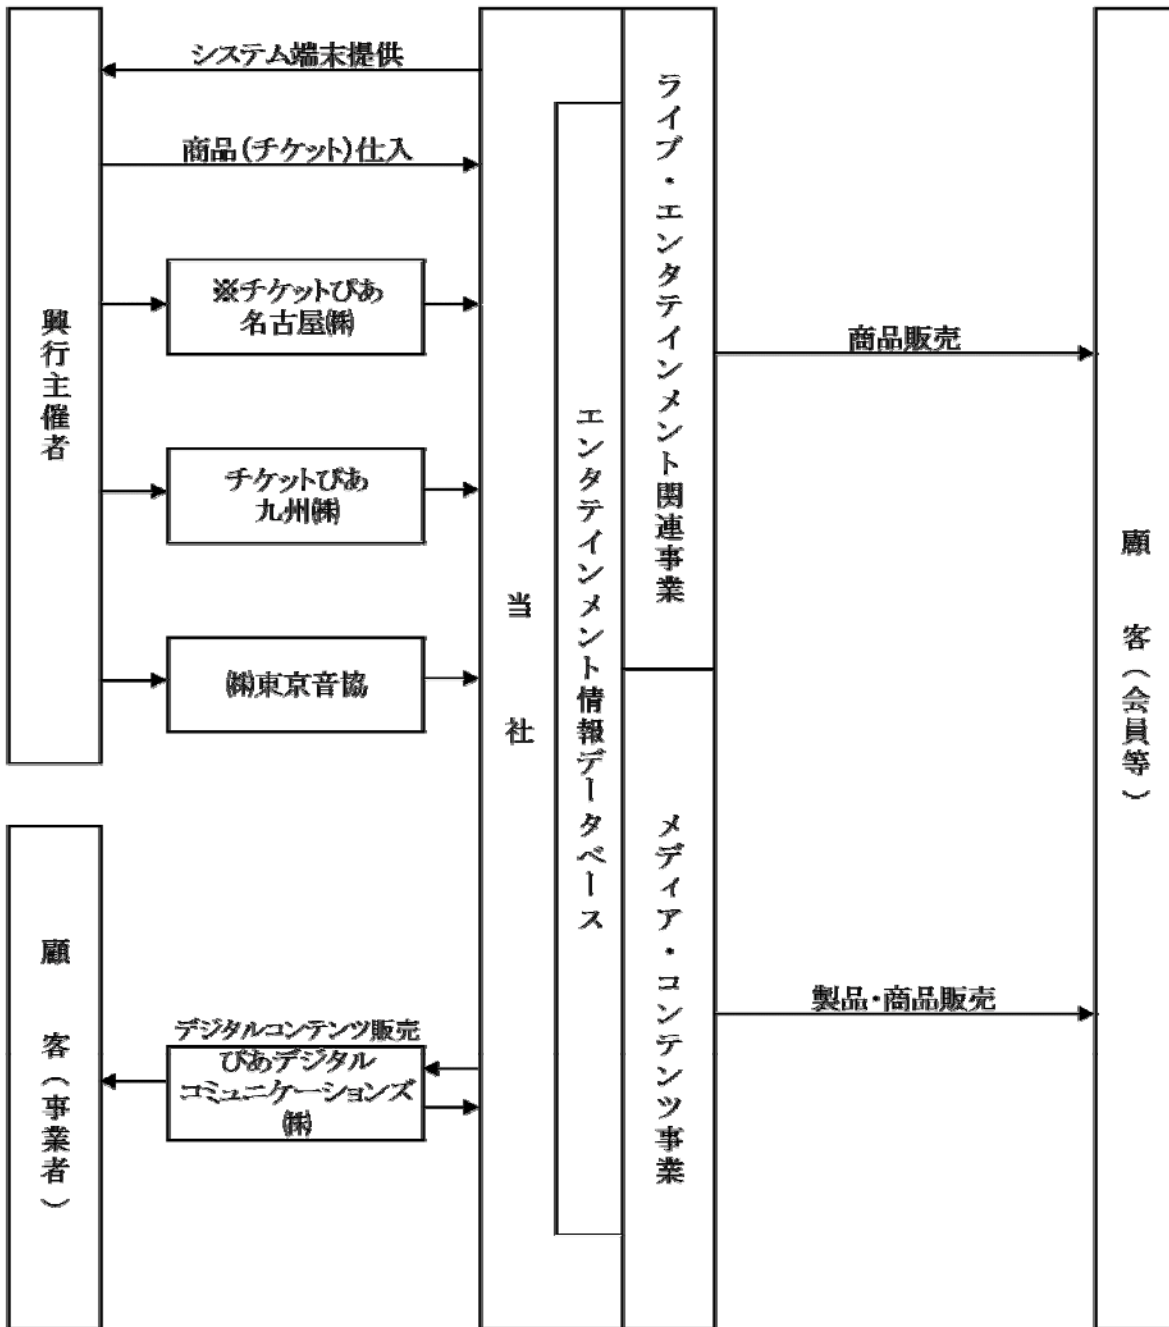 システム端末提供
商品(チケット)仕入
※チケットぴあ
名古屋㈱
チケットぴあ
九州㈱
㈱東京音協
興行主催者
当社
エンタテインメント情報データベース
ライブ・エンタテインメント関連事業
メディア・コンテンツ事業
商品販売
製品・商品販売
顧客(会員等)
顧客(事業者)
デジタルコンテンツ販売
ぴあデジタル
コミュニケーションズ
㈱